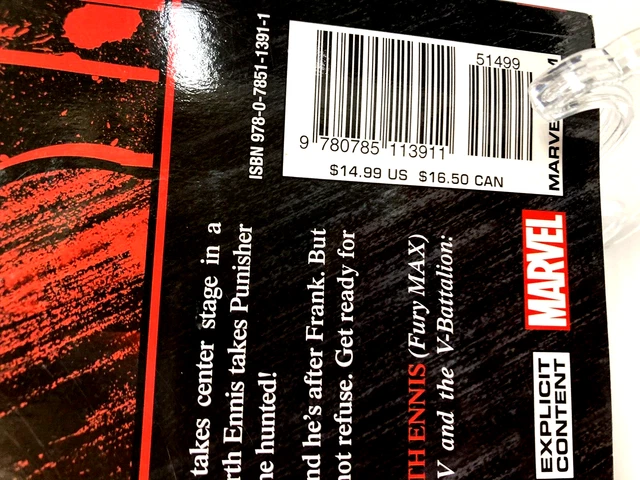 ISBN 978-0-7851-1391-1
51499
9 780785 113911
$14.99 US $16.50 CAN
MARVEL
takes center stage in a
rth Ennis takes Punisher
he hunted!
nd he's after Frank. But
not refuse. Get ready for
TH ENNIS (Fury MAX)
V and the V-Battalion:
MARVEL
EXPLICIT
CONTENT